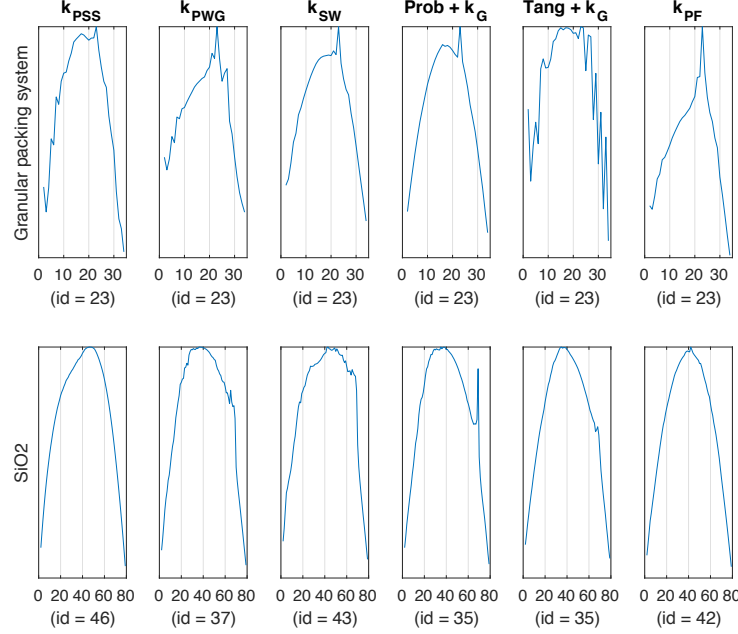 k_PSS k_PWG k_SW Prob + k_G Tang + k_G k_PF
Granular packing system
0 10 20 30 0 10 20 30 0 10 20 30 0 10 20 30 0 10 20 30 0 10 20 30
(id = 23) (id = 23) (id = 23) (id = 23) (id = 23) (id = 23)
SiO2
0 20 40 60 80 0 20 40 60 80 0 20 40 60 80 0 20 40 60 80 0 20 40 60 80 0 20 40 60 80
(id = 46) (id = 37) (id = 43) (id = 35) (id = 35) (id = 42)